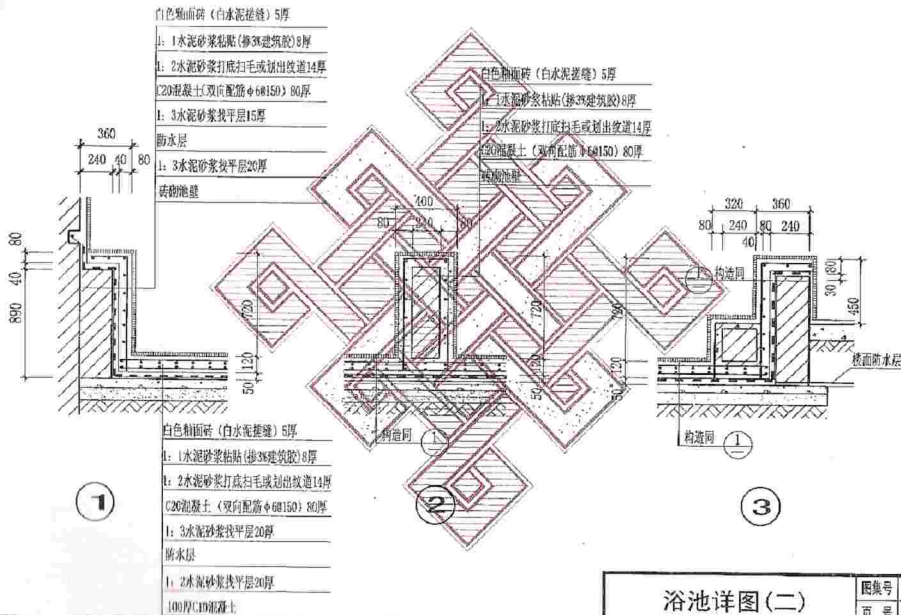 白色釉面砖（白水泥搓缝）5厚
1：1水泥砂浆粘贴(掺3%建筑胶)8厚
1：2水泥砂浆打底扫毛或划出纹道14厚
C20混凝土(双向配筋φ6@150）80厚
1：3水泥砂浆找平层15厚
防水层
1：3水泥砂浆找平层20厚
砖砌池壁
白色釉面砖（白水泥搓缝）5厚
1：1水泥砂浆粘贴(掺3%建筑胶)8厚
1：2水泥砂浆打底扫毛或划出纹道14厚
C20混凝土（双向配筋φ6@150）80厚
砖砌池壁
360
240 40 80
80
40
890
400
80 240
720
120
50
720
120
50
构造同 1
320 360
80 240 80 240
40
80
30
450
构造同 1
720
120
50
楼面防水层
构造同 1
白色釉面砖（白水泥搓缝）5厚
1：1水泥砂浆粘贴(掺3%建筑胶)8厚
1：2水泥砂浆打底扫毛或划出纹道14厚
C20混凝土（双向配筋φ6@150）80厚
1：3水泥砂浆找平层20厚
防水层
1：2水泥砂浆找平层20厚
100厚C10混凝土
1
2
3
浴池详图(二)
图集号
页 号